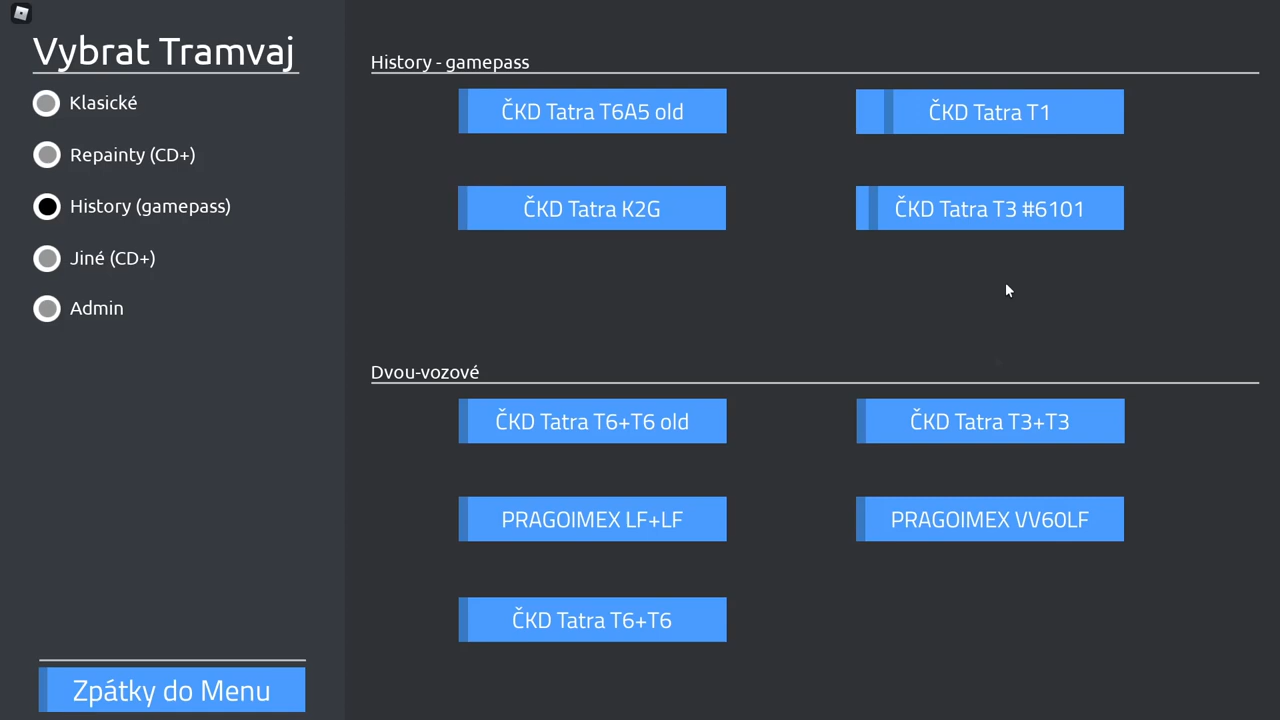 Vybrat Tramvaj
Klasické
Repainty (CD+)
History (gamepass)
Jiné (CD+)
Admin
Zpátky do Menu
History - gamepass
ČKD Tatra T6A5 old
ČKD Tatra T1
ČKD Tatra K2G
ČKD Tatra T3 #6101
Dvou-vozové
ČKD Tatra T6+T6 old
ČKD Tatra T3+T3
PRAGOIMEX LF+LF
PRAGOIMEX VV60LF
ČKD Tatra T6+T6